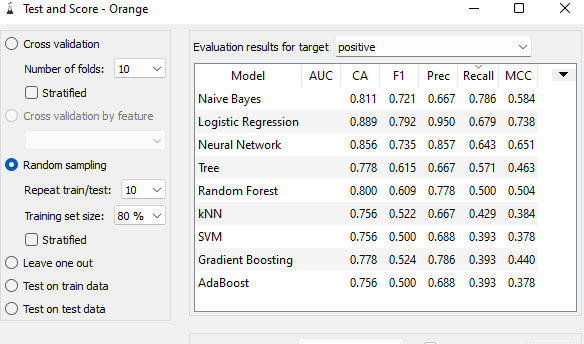 Test and Score - Orange
Cross validation
Number of folds: 10
Stratified
Cross validation by feature
Random sampling
Repeat train/test: 10
Training set size: 80 %
Stratified
Leave one out
Test on train data
Test on test data
Evaluation results for target positive
Model AUC CA F1 Prec Recall MCC
Naive Bayes 0.811 0.721 0.667 0.786 0.584
Logistic Regression 0.889 0.792 0.950 0.679 0.738
Neural Network 0.856 0.735 0.857 0.643 0.651
Tree 0.778 0.615 0.667 0.571 0.463
Random Forest 0.800 0.609 0.778 0.500 0.504
kNN 0.756 0.522 0.667 0.429 0.384
SVM 0.756 0.500 0.688 0.393 0.378
Gradient Boosting 0.778 0.524 0.786 0.393 0.440
AdaBoost 0.756 0.500 0.688 0.393 0.378